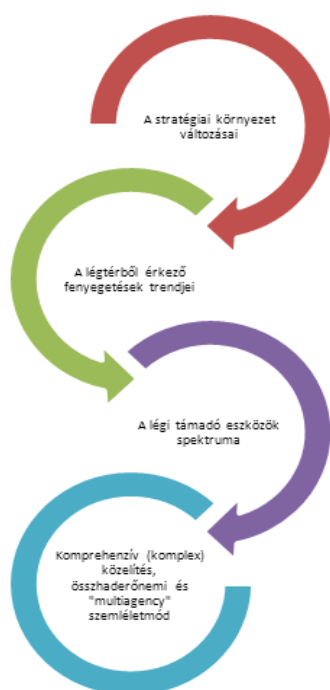 A stratégiai környezet
változásai
A légtérből érkező
fenyegetések trendjei
A légi támadó eszközök
spektruma
Komprehenzív (komplex)
közelítés,
összhaderőnemi és
"multiagency"
szemléletmód